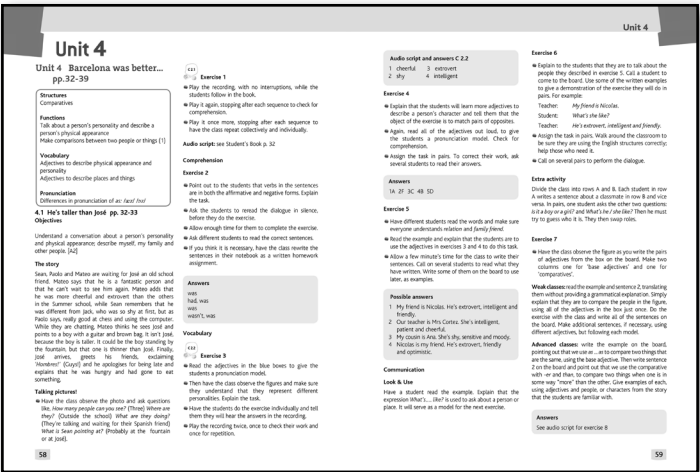 Unit 4
Unit 4 Barcelona was better...
pp.32-39
Structures
Comparatives
Functions
Talk about a person's personality and describe a
person's physical appearance
Make comparisons between two people or things (1)
Vocabulary
Adjectives to describe physical appearance and
personality
Adjectives to describe places and things
Pronunciation
Differences in pronunciation of as: /æz/ /əz/
4.1 He's taller than José pp. 32-33
Objectives
Understand a conversation about a person's personality
and physical appearance; describe myself, my family and
other people. [A2]
The story
Sean, Paolo and Mateo are waiting for José an old school
friend. Mateo says that he is a fantastic person and
that he can't wait to see him again. Mateo adds that
he was more cheerful and extrovert than the others
in the Summer school, while Sean remembers that he
was different from Jack, who was so shy at first, but as
Paolo says, really good at chess and using the computer.
While they are chatting, Mateo thinks he sees José and
points to a boy with a guitar and brown bag. It isn't José,
because the boy is taller. It could be the boy standing by
the fountain, but that one is thinner than José. Finally,
José arrives, greets his friends, exclaiming
'Hombres!' (Guys!) and he apologises for being late and
explains that he was hungry and had gone to eat
something.
Talking pictures!
Have the class observe the photo and ask questions
like, How many people can you see? (Three) Where are
they? (Outside the school) What are they doing?
(They're talking and waiting for their Spanish friend)
What is Sean pointing at? (Probably at the fountain
or at José).
58
C 2.1
Exercise 1
Play the recording, with no interruptions, while the
students follow in the book.
Play it again, stopping after each sequence to check for
comprehension.
Play it once more, stopping after each sequence to
have the class repeat collectively and individually.
Audio script: see Student's Book p. 32
Comprehension
Exercise 2
Point out to the students that verbs in the sentences
are in both the affirmative and negative forms. Explain
the task.
Ask the students to reread the dialogue in silence,
before they do the exercise.
Allow enough time for them to complete the exercise.
Ask different students to read the correct sentences.
If you think it is necessary, have the class rewrite the
sentences in their notebook as a written homework
assignment.
Answers
was
had, was
was
wasn't, was
Vocabulary
C 2.2
Exercise 3
Read the adjectives in the blue boxes to give the
students a pronunciation model.
Then have the class observe the figures and make sure
they understand that they represent different
personalities. Explain the task.
Have the students do the exercise individually and tell
them they will hear the answers in the recording.
Play the recording twice, once to check their work and
once for repetition.
Unit 4
Audio script and answers C 2.2
1 cheerful 3 extrovert
2 shy 4 intelligent
Exercise 4
Explain that the students will learn more adjectives to
describe a person's character and tell them that the
object of the exercise is to match pairs of opposites.
Again, read all of the adjectives out loud, to give
the students a pronunciation model. Check for
comprehension.
Assign the task in pairs. To correct their work, ask
several students to read their answers.
Answers
1A 2F 3C 4B 5D
Exercise 5
Have different students read the words and make sure
everyone understands relation and family friend.
Read the example and explain that the students are to
use the adjectives in exercises 3 and 4 to do this task.
Allow a few minute's time for the class to write their
sentences. Call on several students to read what they
have written. Write some of them on the board to use
later, as examples.
Possible answers
1 My friend is Nicolas. He's extrovert, intelligent and
friendly.
2 Our teacher is Mrs Cortez. She's intelligent,
patient and cheerful.
3 My cousin is Ana. She's shy, sensitive and moody.
4 Nicolas is my friend. He's extrovert, friendly
and optimistic.
Communication
Look & Use
Have a student read the example. Explain that the
expression What's.... like? is used to ask about a person or
place. It will serve as a model for the next exercise.
Exercise 6
Explain to the students that they are to talk about the
people they described in exercise 5. Call a student to
come to the board. Use some of the written examples
to give a demonstration of the exercise they will do in
pairs. For example:
Teacher: My friend is Nicolas.
Student: What's she like?
Teacher: He's extrovert, intelligent and friendly.
Assign the task in pairs. Walk around the classroom to
be sure they are using the English structures correctly;
help those who need it.
Call on several pairs to perform the dialogue.
Extra activity
Divide the class into rows A and B. Each student in row
A writes a sentence about a classmate in row B and vice
versa. In pairs, one student asks the other two questions:
Is it a boy or a girl? and What's he / she like? Then he must
try to guess who it is. They then swap roles.
Exercise 7
Have the class observe the figure as you write the pairs
of adjectives from the box on the board. Make two
columns: one for 'base adjectives' and one for
'comparatives'.
Weak classes: read the example and sentence 2, translating
them without providing a grammatical explanation. Simply
explain that they are to compare the people in the figure,
using all of the adjectives in the box just once. Do the
exercise with the class and write all of the sentences on
the board. Make additional sentences, if necessary, using
different adjectives, but following each model.
Advanced classes: write the example on the board,
pointing out that we use as ... as to compare two things that
are the same, using the base adjective. Then write sentence
2 on the board and point out that we use the comparative
with -er and than, to compare two things when one is in
some way "more" than the other. Give examples of each,
using adjectives and people, or characters from the story
that the students are familiar with.
Answers
See audio script for exercise 8
59